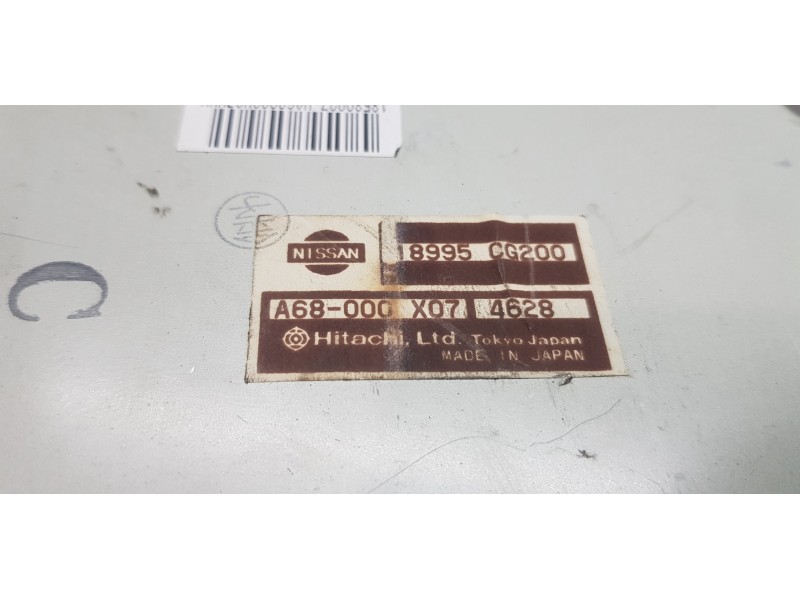 NISSAN
8995 CG200
A68-000 X07 4628
Hitachi, Ltd. Tokyo Japan
MADE IN JAPAN
C